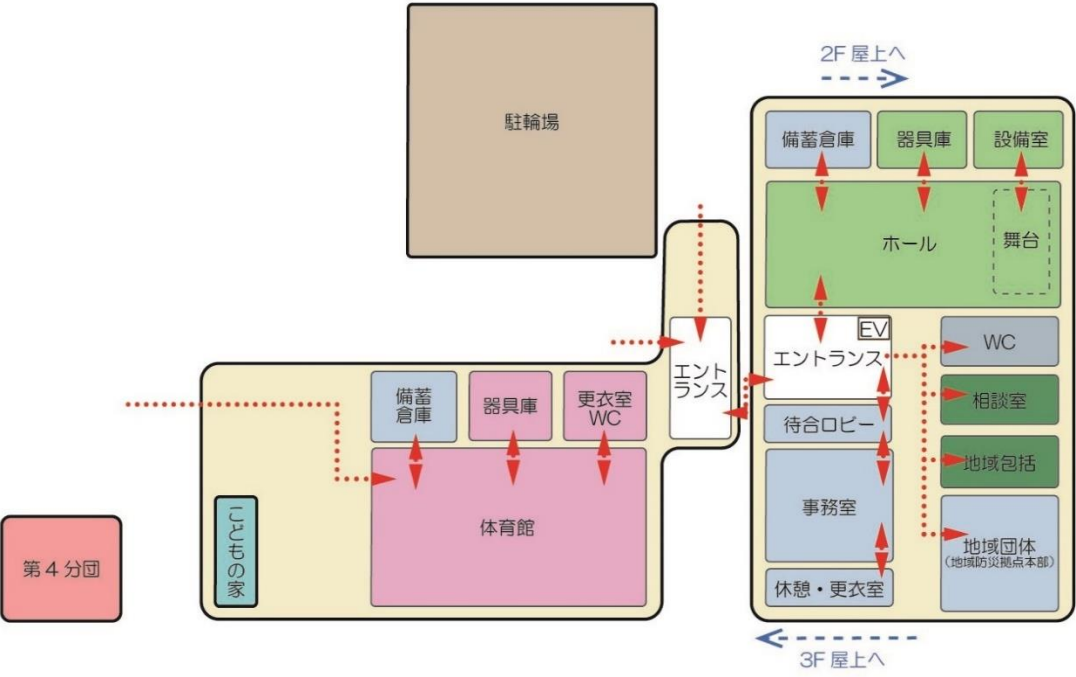 2F 屋上へ
駐輪場
備蓄倉庫
器具庫
設備室
ホール
舞台
EV
エントランス
WC
エント
ランス
相談室
待合ロビー
地域包括
備蓄
倉庫
器具庫
更衣室
WC
事務室
体育館
こどもの家
第4分団
地域団体
(地域防災拠点本部)
休憩・更衣室
3F 屋上へ